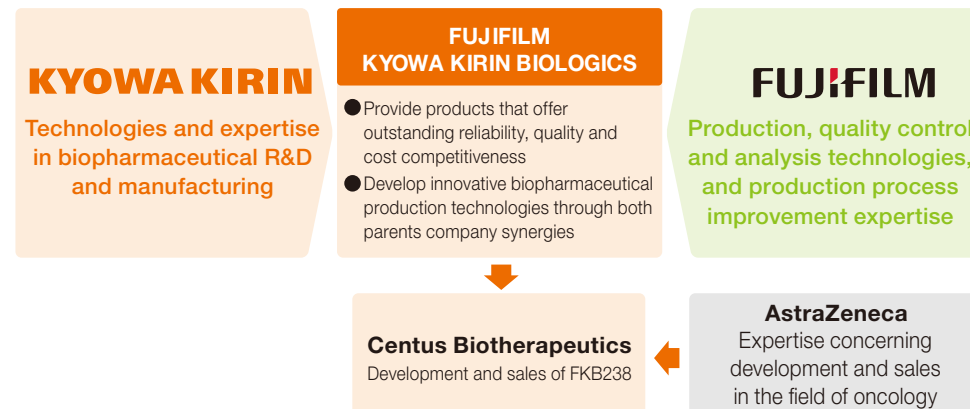 KYOWA KIRIN
Technologies and expertise
in biopharmaceutical R&D
and manufacturing
FUJIFILM
KYOWA KIRIN BIOLOGICS
●Provide products that offer
outstanding reliability, quality and
cost competitiveness
●Develop innovative biopharmaceutical
production technologies through both
parents company synergies
FUJIFILM
Production, quality control
and analysis technologies,
and production process
improvement expertise
Centus Biotherapeutics
Development and sales of FKB238
AstraZeneca
Expertise concerning
development and sales
in the field of oncology